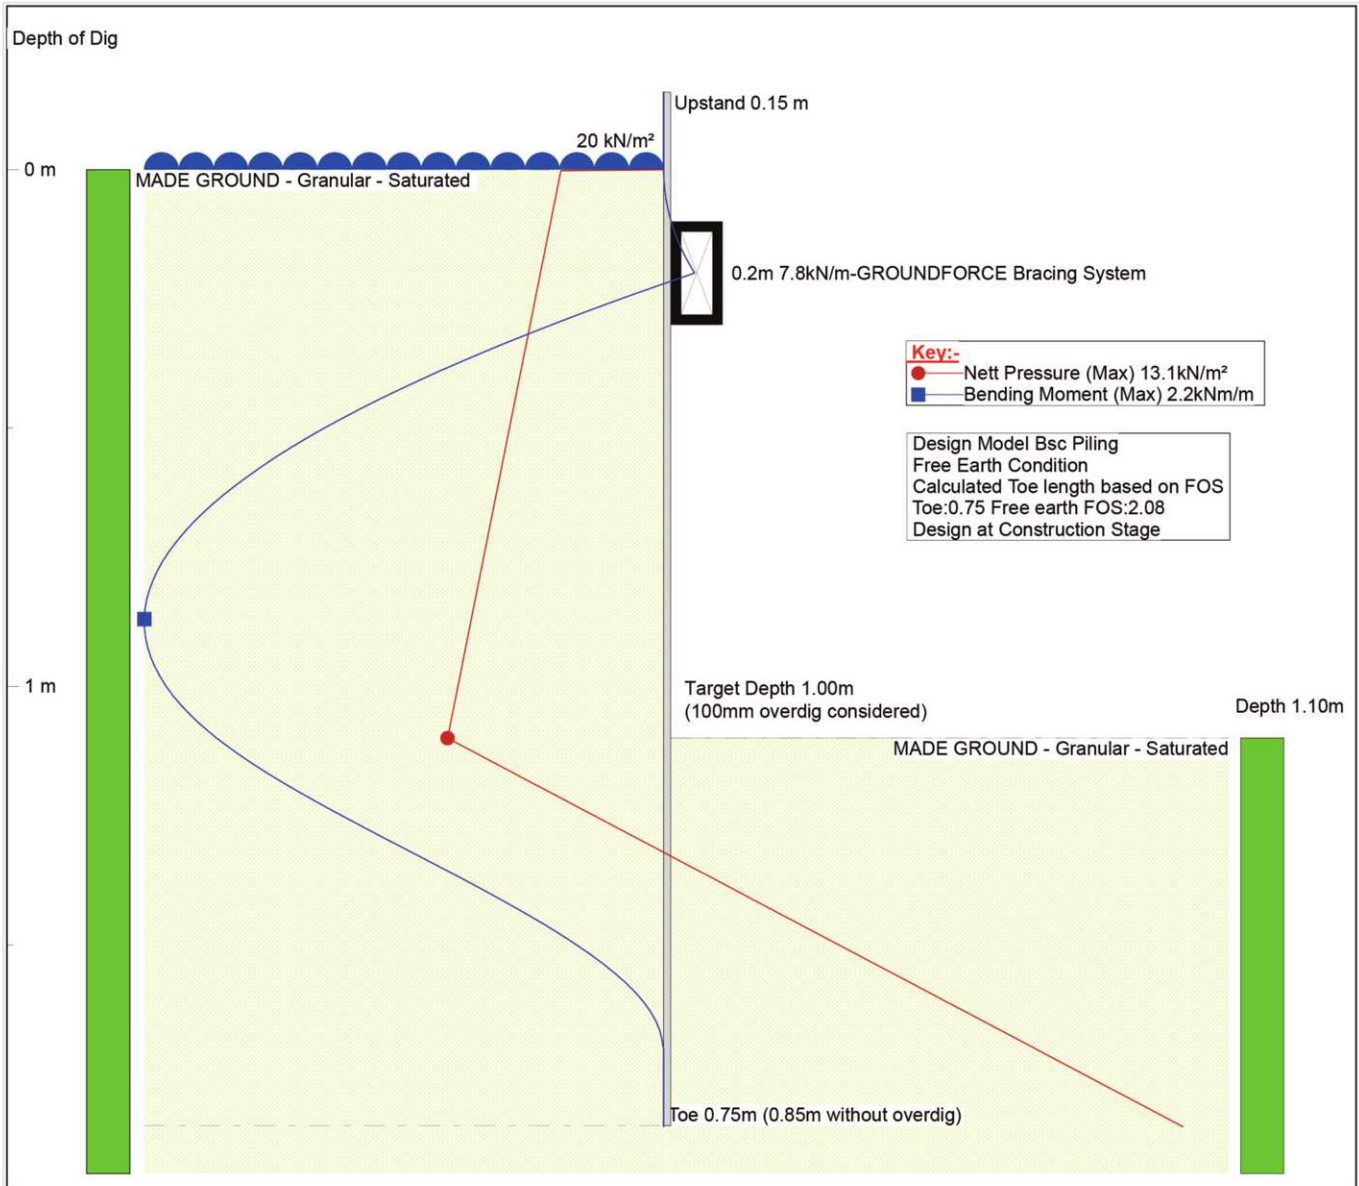 Depth of Dig
Upstand 0.15 m
20 kN/m²
0 m
MADE GROUND - Granular - Saturated
0.2m 7.8kN/m-GROUNDFORCE Bracing System
Key:-
Nett Pressure (Max) 13.1kN/m²
Bending Moment (Max) 2.2kNm/m
Design Model Bsc Piling
Free Earth Condition
Calculated Toe length based on FOS
Toe:0.75 Free earth FOS:2.08
Design at Construction Stage
1 m
Target Depth 1.00m
(100mm overdig considered)
Depth 1.10m
MADE GROUND - Granular - Saturated
Toe 0.75m (0.85m without overdig)